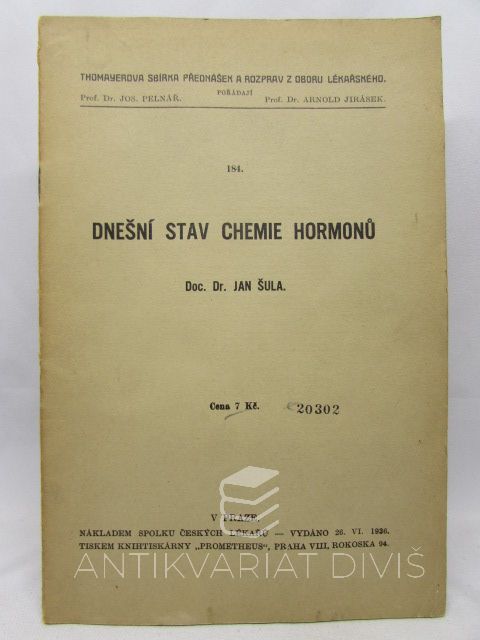 THOMAYEROVA SBÍRKA PŘEDNÁŠEK A ROZPRAV Z OBORU LÉKAŘSKÉHO.
POŘÁDAJÍ
Prof. Dr. JOS. PELNÁŘ. Prof. Dr. ARNOLD JIRÁSEK.
184.
DNEŠNÍ STAV CHEMIE HORMONŮ
Doc. Dr. JAN ŠULA.
Cena 7 Kč. 20302
V PRAZE.
NÁKLADEM SPOLKU ČESKÝCH LÉKAŘŮ — VYDÁNO 26. VI. 1936.
TISKEM KNIHTISKÁRNY „PROMETHEUS", PRAHA VIII, ROKOSKA 94.
ANTIKVARIAT DIVIŠ